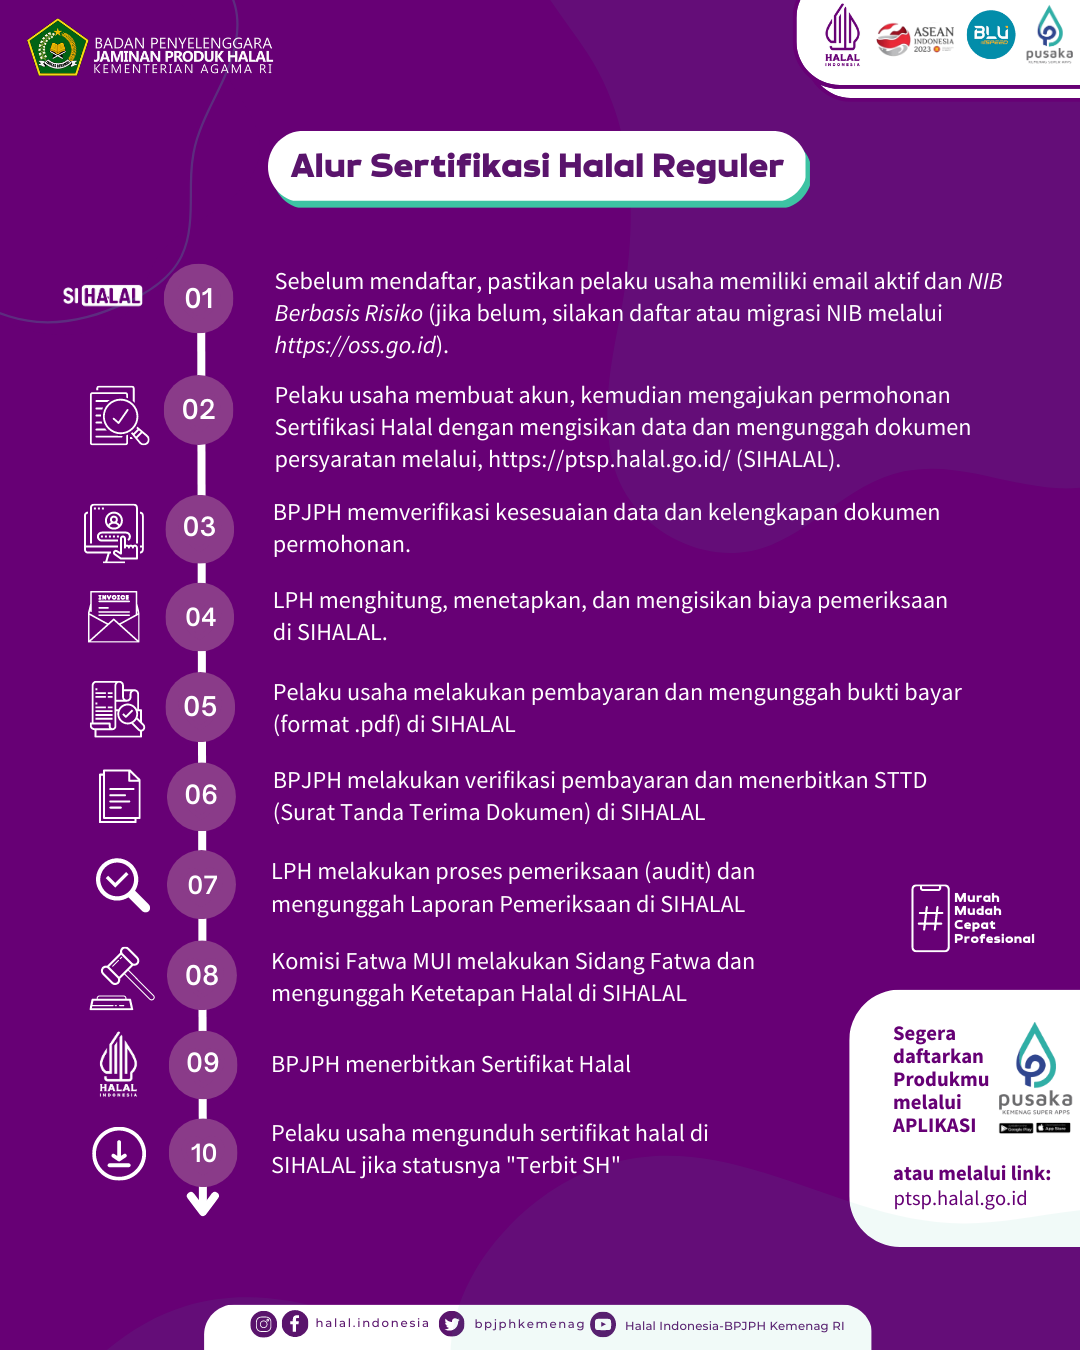 BADAN PENYELENGGARA
JAMINAN PRODUK HALAL
KEMENTERIAN AGAMA RI
HALAL
INDONESIA
ASEAN
INDONESIA
2023
BLU
SPEED
pusaka
KEMENAG SUPER APPS
Alur Sertifikasi Halal Reguler
SIHALAL
01
Sebelum mendaftar, pastikan pelaku usaha memiliki email aktif dan NIB
Berbasis Risiko (jika belum, silakan daftar atau migrasi NIB melalui
https://oss.go.id).
02
Pelaku usaha membuat akun, kemudian mengajukan permohonan
Sertifikasi Halal dengan mengisikan data dan mengunggah dokumen
persyaratan melalui, https://ptsp.halal.go.id/ (SIHALAL).
03
BPJPH memverifikasi kesesuaian data dan kelengkapan dokumen
permohonan.
INVOICE
04
LPH menghitung, menetapkan, dan mengisikan biaya pemeriksaan
di SIHALAL.
05
Pelaku usaha melakukan pembayaran dan mengunggah bukti bayar
(format .pdf) di SIHALAL
06
BPJPH melakukan verifikasi pembayaran dan menerbitkan STTD
(Surat Tanda Terima Dokumen) di SIHALAL
07
LPH melakukan proses pemeriksaan (audit) dan
mengunggah Laporan Pemeriksaan di SIHALAL
#
Murah
Mudah
Cepat
Profesional
08
Komisi Fatwa MUI melakukan Sidang Fatwa dan
mengunggah Ketetapan Halal di SIHALAL
HALAL
INDONESIA
09
BPJPH menerbitkan Sertifikat Halal
10
Pelaku usaha mengunduh sertifikat halal di
SIHALAL jika statusnya "Terbit SH"
Segera
daftarkan
Produkmu
melalui
APLIKASI
pusaka
KEMENAG SUPER APPS
Google Play
App Store
atau melalui link:
ptsp.halal.go.id
halal.indonesia
bpjphkemenag
Halal Indonesia-BPJPH Kemenag RI